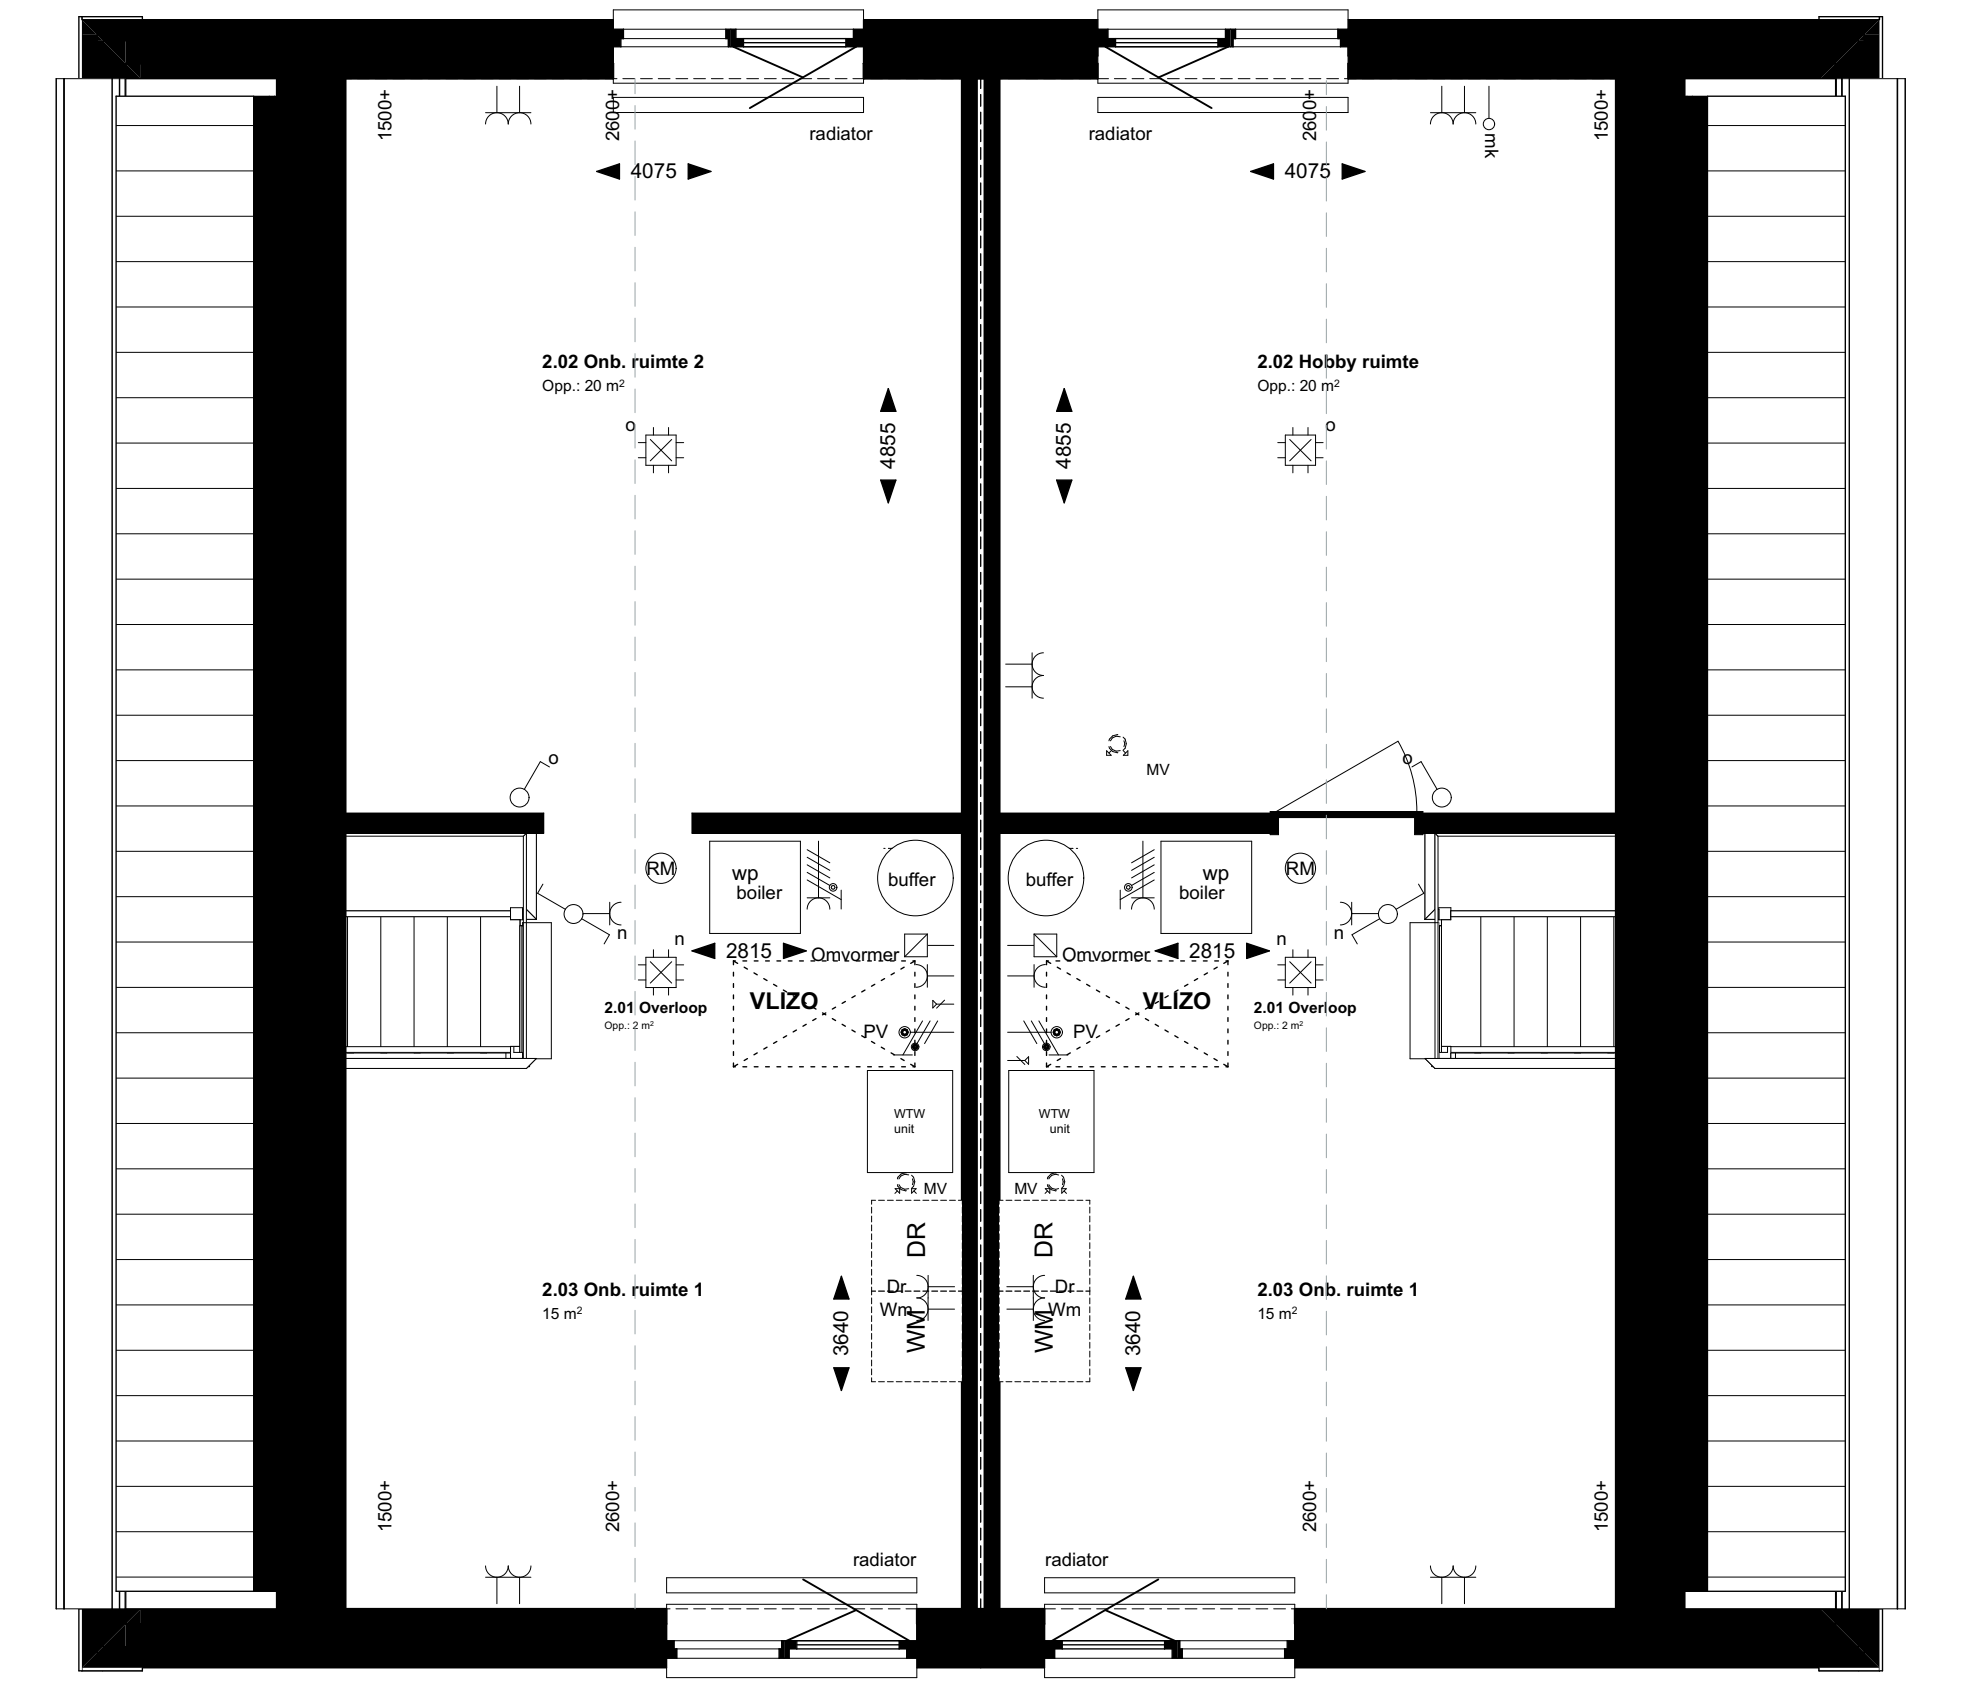 1500+
2600+
radiator
radiator
2600+
mk
1500+
4075
4075
2.02 Onb. ruimte 2
Opp.: 20 m²
2.02 Hobby ruimte
Opp.: 20 m²
o
4855
4855
o
o
MV
o
RM
wp
boiler
buffer
buffer
wp
boiler
RM
n
n
2815
Omvormer
Omvormer
2815
n
n
2.01 Overloop
Opp.: 2 m²
VLIZO
PV
PV
VLIZO
2.01 Overloop
Opp.: 2 m²
WTW
unit
WTW
unit
MV
MV
DR
DR
2.03 Onb. ruimte 1
15 m²
3640
Dr
Wm
WM
Dr
Wm
WM
3640
2.03 Onb. ruimte 1
15 m²
1500+
2600+
2600+
1500+
radiator
radiator